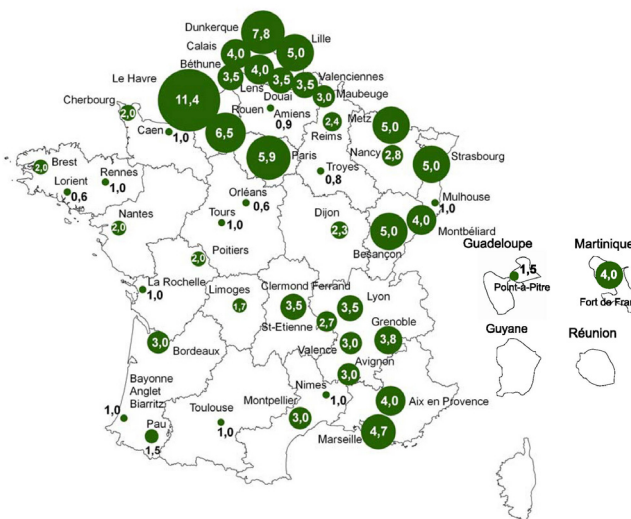 Dunkerque
7,8
Lille
5,0
Calais
4,0
Béthune
3,5
4,0
Lens
3,5
Douai
3,5
Valenciennes
3,0
Maubeuge
Le Havre
11,4
Cherbourg
2,0
Caen
1,0
Rouen
6,5
Amiens
0,9
2,4
Reims
Metz
5,0
Nancy
2,8
Strasbourg
5,0
5,9
Paris
Troyes
0,8
Brest
2,0
Rennes
1,0
Lorient
0,6
Orléans
0,6
Tours
1,0
Nantes
2,0
Dijon
2,3
Mulhouse
1,0
4,0
Montbéliard
5,0
Besançon
Poitiers
2,0
La Rochelle
1,0
Limoges
1,7
Clermond Ferrand
3,5
Lyon
3,5
St-Etienne
2,7
Grenoble
3,8
Valence
3,0
3,0
Bordeaux
Avignon
3,0
Nimes
1,0
Bayonne
Anglet
Biarritz
1,0
Pau
1,5
Toulouse
1,0
Montpellier
3,0
4,0
Aix en Provence
4,7
Marseille
Guadeloupe
1,5
Point-à-Pitre
Martinique
4,0
Fort de Fran
Guyane
Réunion